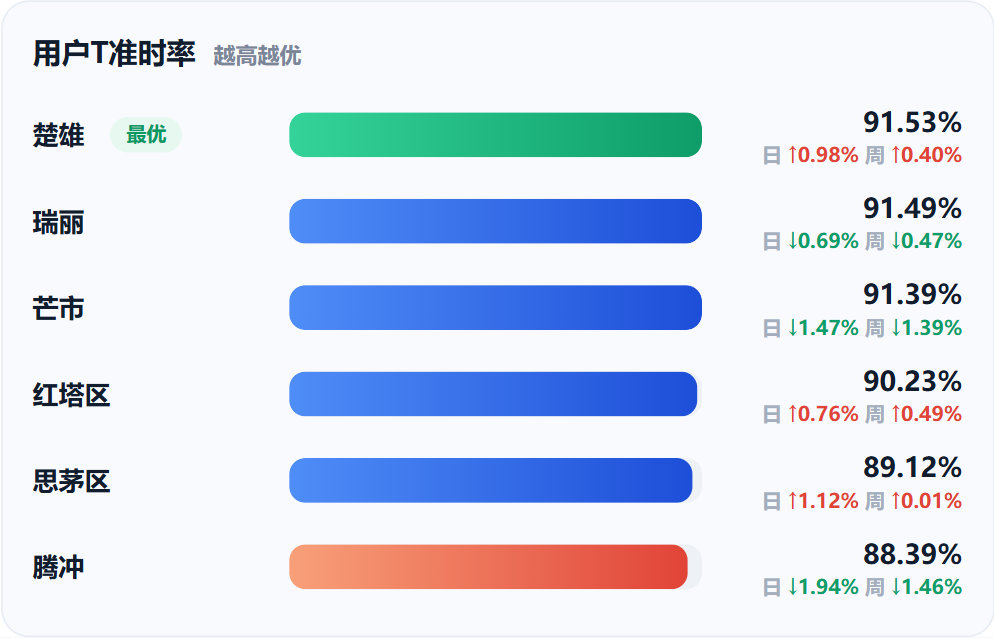 用户T准时率 越高越优
楚雄 最优 91.53%
日 ↑0.98% 周 ↑0.40%
瑞丽 91.49%
日 ↓0.69% 周 ↓0.47%
芒市 91.39%
日 ↓1.47% 周 ↓1.39%
红塔区 90.23%
日 ↑0.76% 周 ↑0.49%
思茅区 89.12%
日 ↑1.12% 周 ↑0.01%
腾冲 88.39%
日 ↓1.94% 周 ↓1.46%